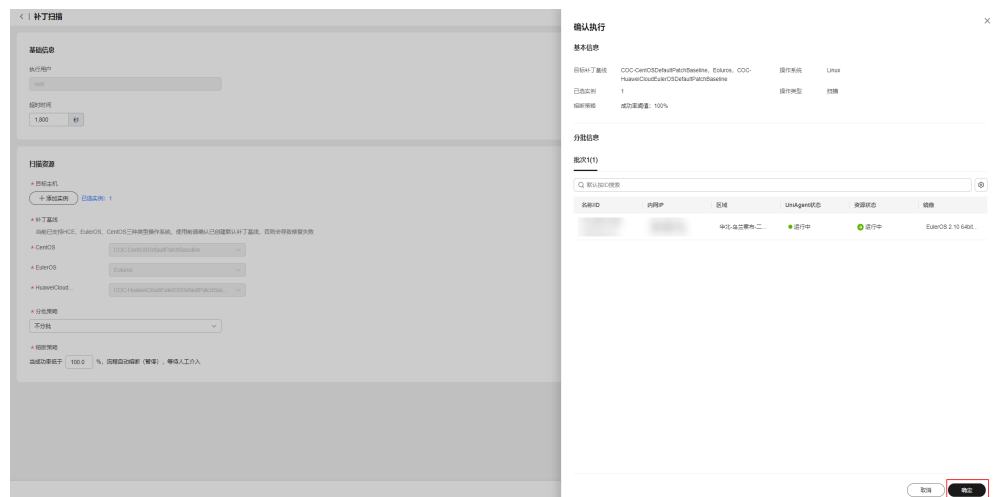 < | 补丁扫描
基础信息
执行用户
root
超时时间
1,800 秒
扫描资源
* 目标主机
+ 添加实例 已选实例: 1
* 补丁基线
当前已支持HCE、EulerOS、CentOS三种类型操作系统, 使用前请确认已创建默认补丁基线, 否则会导致修复失败
* CentOS COC-CentOSDefaultPatchBaseline
* EulerOS Eoluros
* HuaweiCloud... COC-HuaweiCloudEulerOSDefaultPatchBas...
* 分批策略
不分批
* 熔断策略
当成功率低于 100.0 %, 流程自动熔断 (暂停) , 等待人工介入
确认执行
基本信息
目标补丁基线 COC-CentOSDefaultPatchBaseline、Eoluros、COC-
HuaweiCloudEulerOSDefaultPatchBaseline
操作系统 Linux
已选实例 1 操作类型 扫描
熔断策略 成功率阈值: 100%
分批信息
批次1(1)
默认按ID搜索
名称/ID 内网IP 区域 UniAgent状态 资源状态 镜像
华北-乌兰察布-二... 运行中 运行中 EulerOS 2.10 64bit...
取消 确定